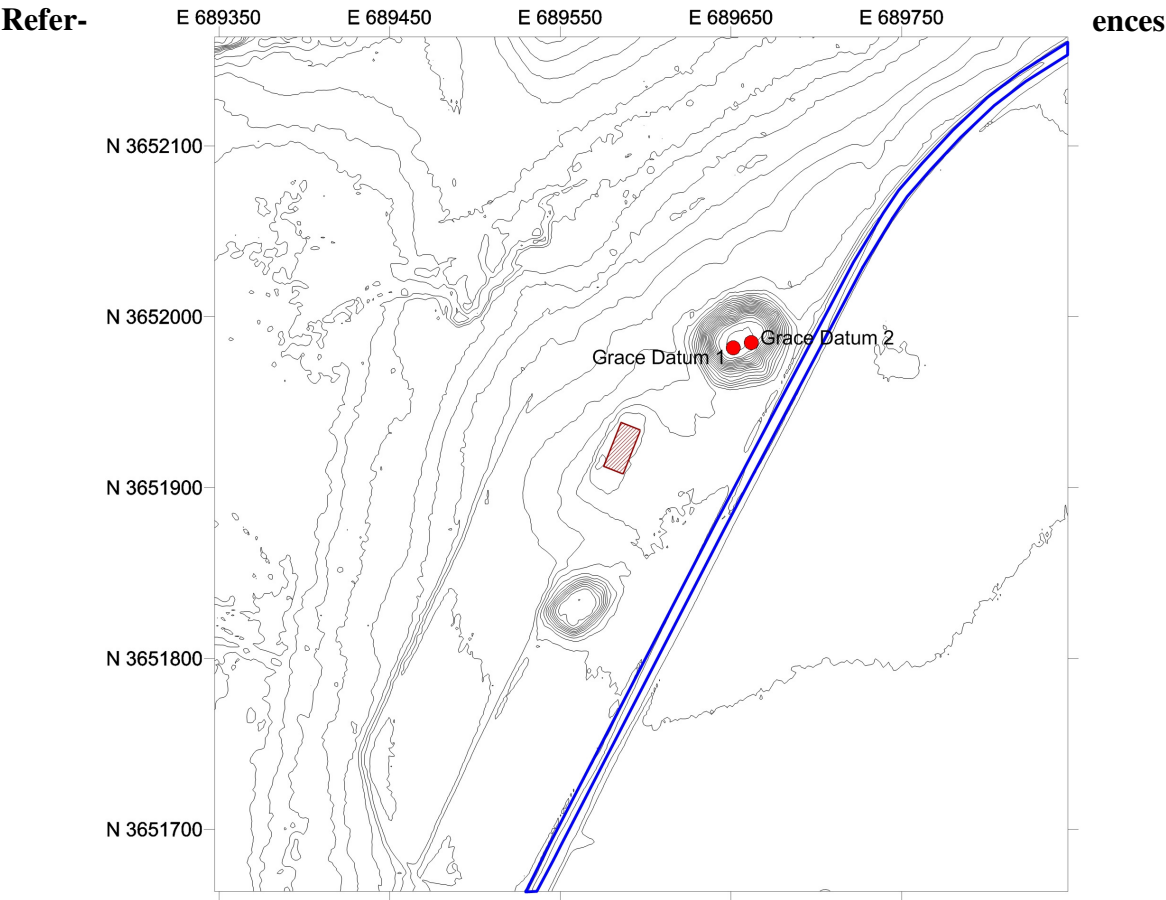 Refer-
E 689350 E 689450 E 689550 E 689650 E 689750
ences
N 3652100
N 3652000
Grace Datum 2
Grace Datum 1
N 3651900
N 3651800
N 3651700